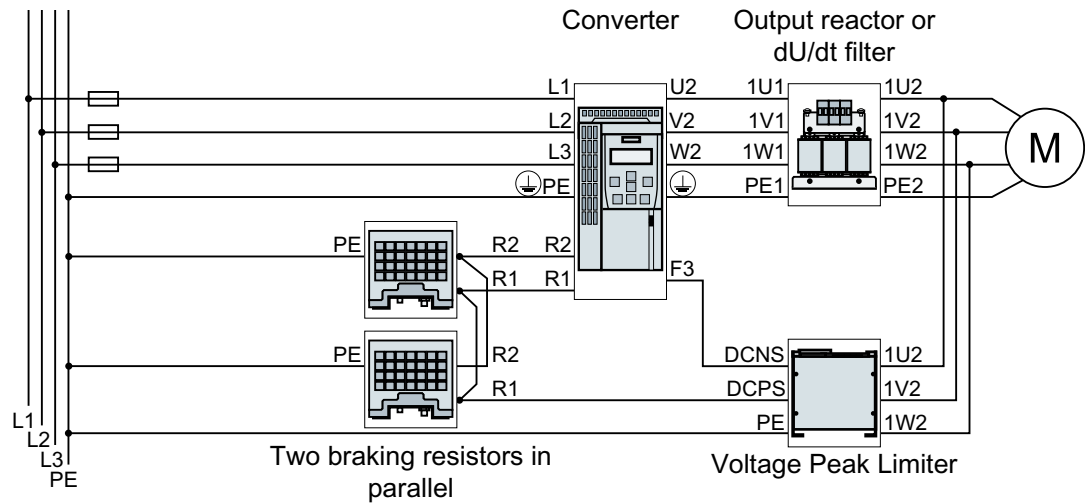 Converter
Output reactor or
dU/dt filter
L1 U2 1U1 1U2
L2 V2 1V1 1V2
L3 W2 1W1 1W2
PE PE1 PE2
M
PE R2 R2
R1 R1 F3
PE R2 DCNS 1U2
R1 DCPS 1V2
PE 1W2
L1
L2
L3
PE
Two braking resistors in
parallel
Voltage Peak Limiter